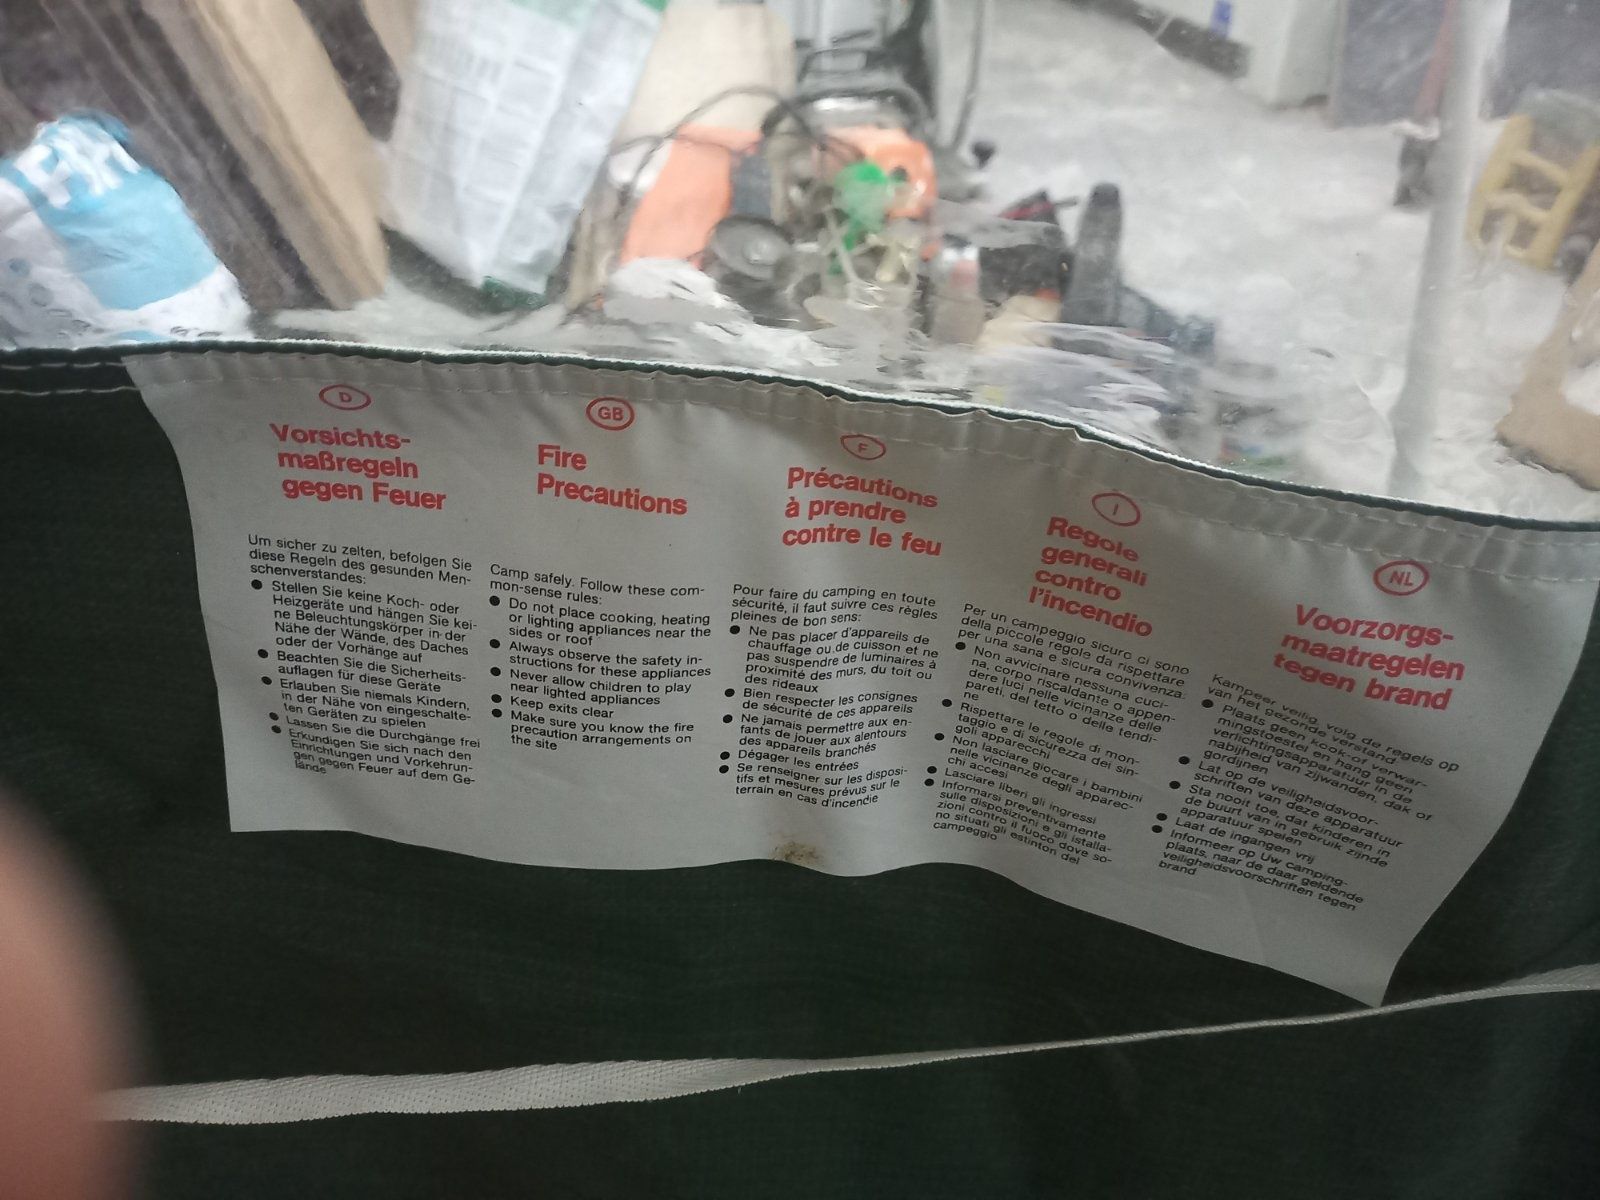 D
Vorsichts-
maßregeln
gegen Feuer
Um sicher zu zelten, befolgen Sie
diese Regeln des gesunden Men-
schenverstandes:
● Stellen Sie keine Koch- oder
Heizgeräte und hängen Sie kei-
ne Beleuchtungskörper in der
Nähe der Wände, des Daches
oder der Vorhänge auf
● Beachten Sie die Sicherheits-
auflagen für diese Geräte
● Erlauben Sie niemals Kindern,
in der Nähe von eingeschalte-
ten Geräten zu spielen
● Lassen Sie die Durchgänge frei
● Erkundigen Sie sich nach den
Einrichtungen und Vorkehrun-
gen gegen Feuer auf dem Ge-
lände
GB
Fire
Precautions
Camp safely. Follow these com-
mon-sense rules:
● Do not place cooking, heating
or lighting appliances near the
sides or roof
● Always observe the safety in-
structions for these appliances
● Never allow children to play
near lighted appliances
● Keep exits clear
● Make sure you know the fire
precaution arrangements on
the site
F
Précautions
à prendre
contre le feu
Pour faire du camping en toute
sécurité, il faut suivre ces règles
pleines de bon sens:
● Ne pas placer d'appareils de
chauffage ou de cuisson et ne
pas suspendre de luminaires à
proximité des murs, du toit ou
des rideaux
● Bien respecter les consignes
de sécurité de ces appareils
● Ne jamais permettre aux en-
fants de jouer aux alentours
des appareils branchés
● Dégager les entrées
● Se renseigner sur les disposi-
tifs et mesures prévus sur le
terrain en cas d'incendie
I
Regole
generali
contro
l'incendio
Per un campeggio sicuro ci sono
della piccole regole da rispettare
per una sana e sicura convivenza:
● Non avvicinare nessuna cuci-
na, corpo riscaldante o appen-
dere luci nelle vicinanze delle
pareti, del tetto o delle tendi-
● Rispettare le regole di mon-
taggio e di sicurezza dei sin-
goli apparecchi
● Non lasciare giocare i bambini
nelle vicinanze degli apparec-
chi accesi
● Lasciare liberi gli ingressi
● Informarsi preventivamente
sulle disposizioni e gli istalla-
zioni contro il fuoco dove so-
no situati gli estintori del
campeggio
NL
Voorzorgs-
maatregelen
tegen brand
Kampeer veilig, volg de regels op
van het gezonde verstand
● Plaats geen kook- of verwar-
mingstoestel en hang geen
verlichtingsapparatuur in de
nabijheid van zijwanden, dak of
gordijnen
● Lat op de veiligheidsvoor-
schriften van deze apparatuur
● Sta nooit toe, dat kinderen in
de buurt van in gebruik zijnde
apparatuur spelen
● Laat de ingangen vrij
● Informeer op Uw camping-
plaats, naar de daar geldende
veiligheidsvoorschriften tegen
brand